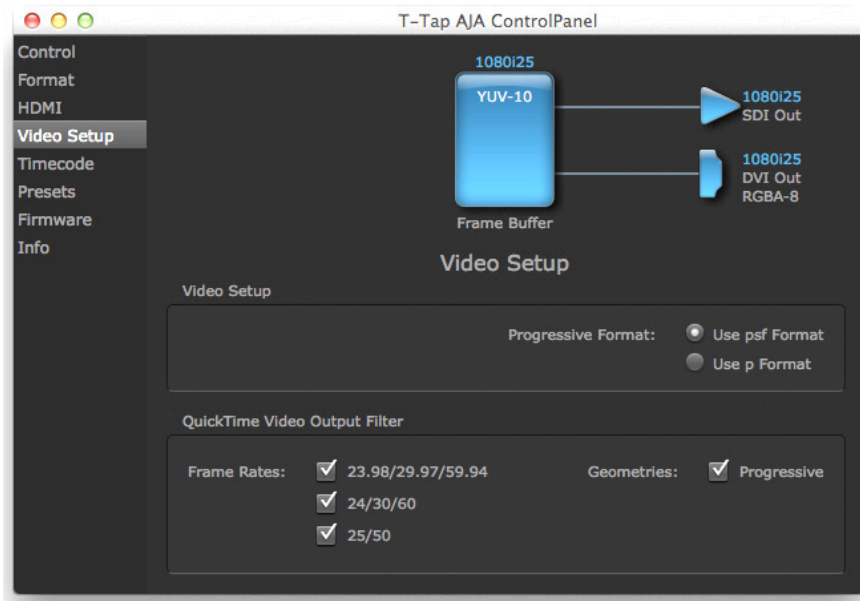 T-Tap AJA ControlPanel
Control
Format
HDMI
Video Setup
Timecode
Presets
Firmware
Info
1080i25
YUV-10
Frame Buffer
1080i25
SDI Out
1080i25
DVI Out
RGBA-8
Video Setup
Video Setup
Progressive Format:
Use psf Format
Use p Format
QuickTime Video Output Filter
Frame Rates:
23.98/29.97/59.94
24/30/60
25/50
Geometries:
Progressive